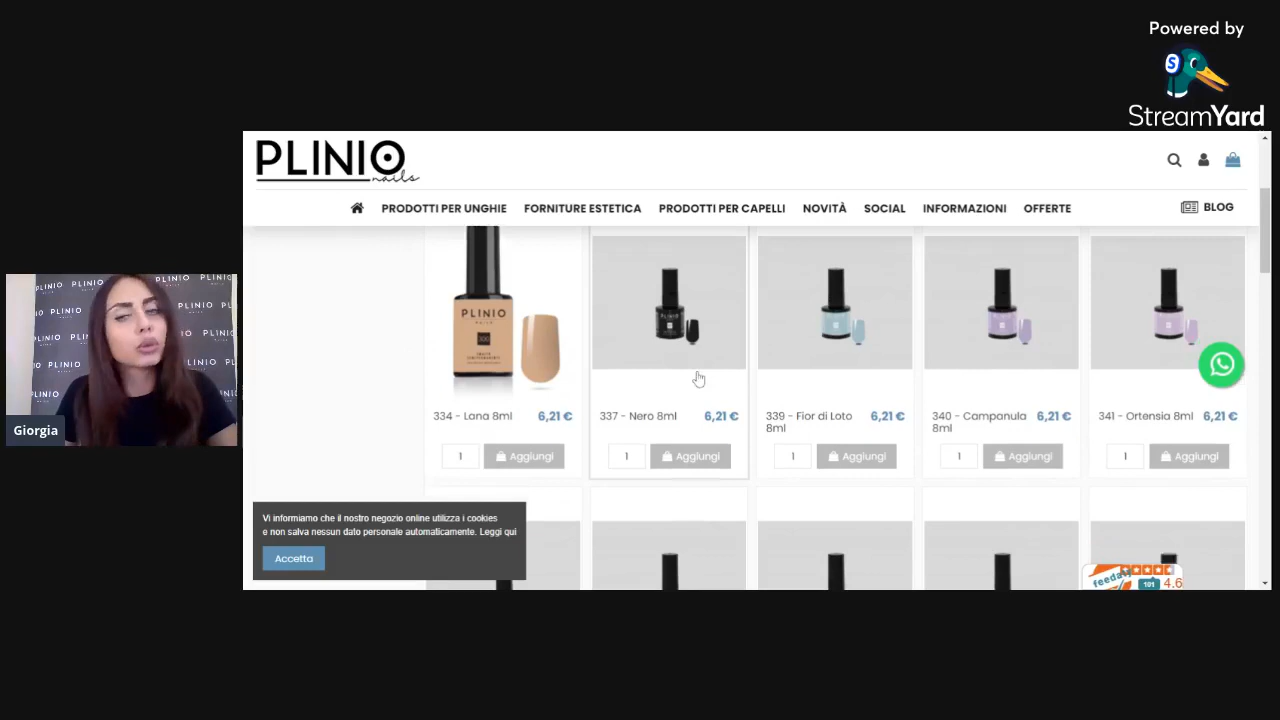 Powered by
StreamYard
PLINIO
nails
PRODOTTI PER UNGHIE FORNITURE ESTETICA PRODOTTI PER CAPELLI NOVITÀ SOCIAL INFORMAZIONI OFFERTE BLOG
PLINIO
NAILS
334 - Lana 8ml 6,21 €
337 - Nero 8ml 6,21 €
339 - Fior di Loto 8ml 6,21 €
340 - Campanula 8ml 6,21 €
341 - Ortensia 8ml 6,21 €
1 Aggiungi
1 Aggiungi
1 Aggiungi
1 Aggiungi
1 Aggiungi
Giorgia
Vi informiamo che il nostro negozio online utilizza i cookies
e non salva nessun dato personale automaticamente. Leggi qui
Accetta
101 4.6